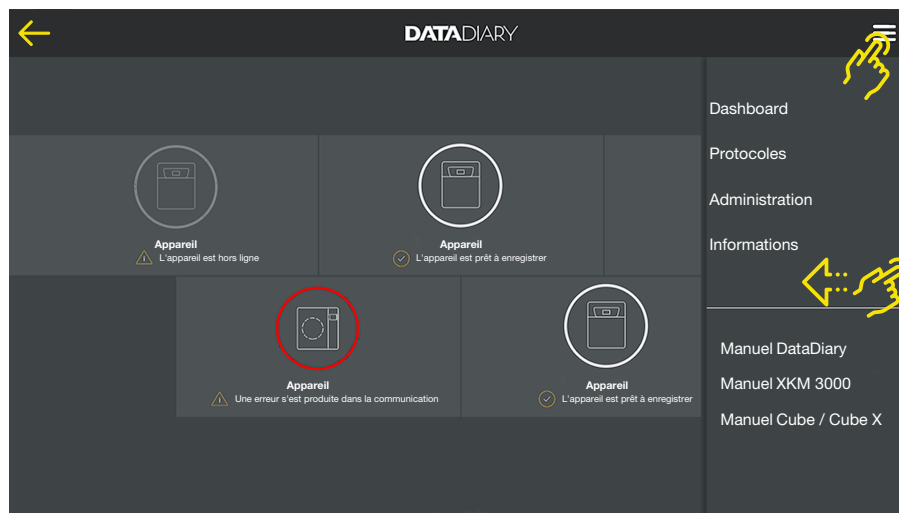 DATADIARY
Dashboard
Protocoles
Administration
Informations
Appareil
L'appareil est hors ligne
Appareil
L'appareil est prêt à enregistrer
Appareil
Une erreur s'est produite dans la communication
Appareil
L'appareil est prêt à enregistrer
Manuel DataDiary
Manuel XKM 3000
Manuel Cube / Cube X